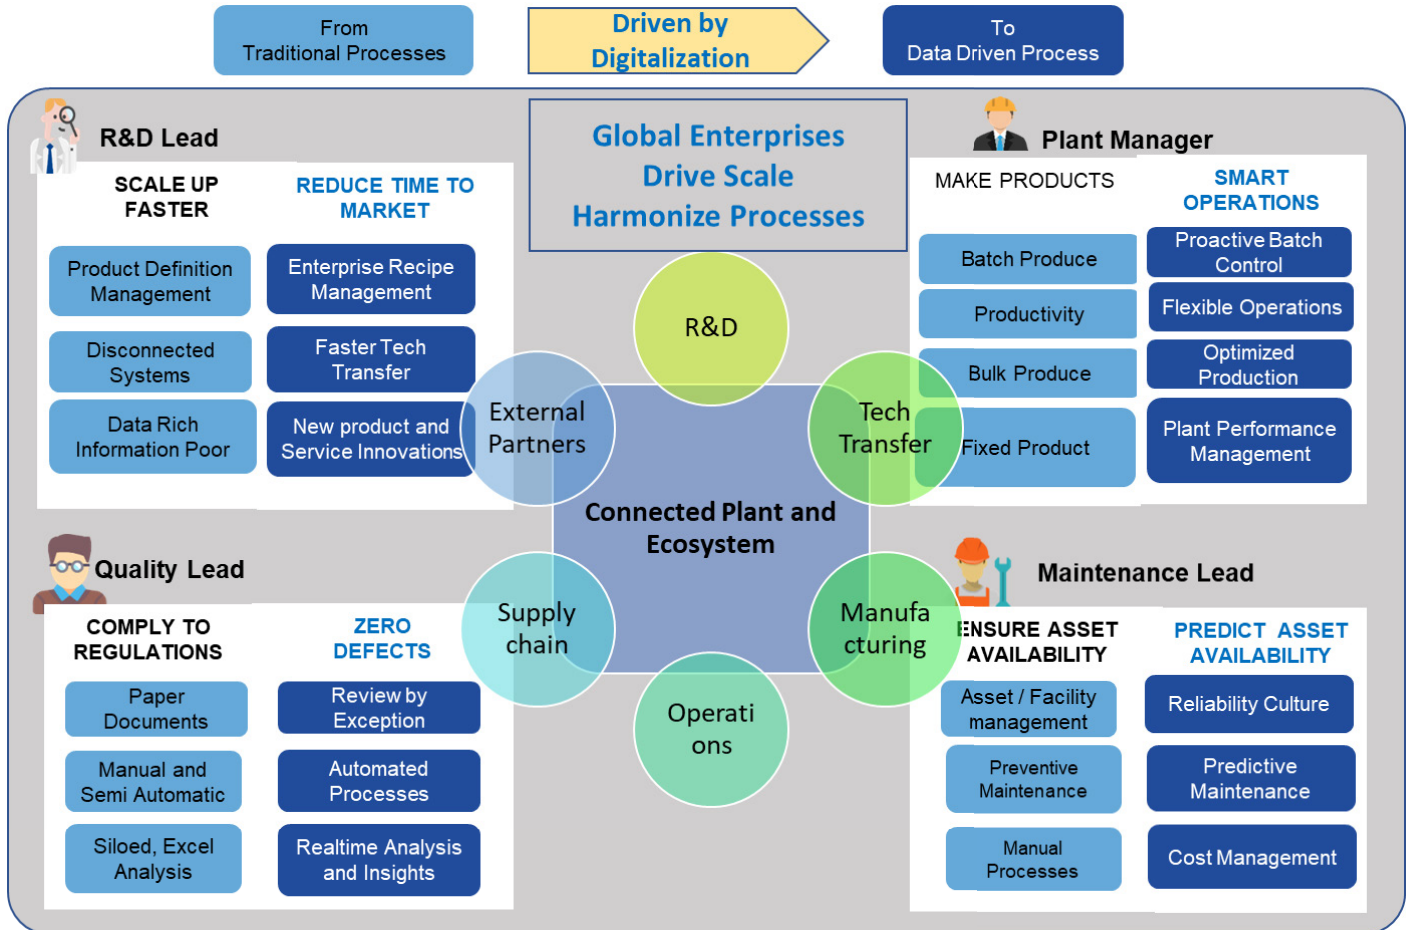 From
Traditional Processes
Driven by
Digitalization
To
Data Driven Process
Global Enterprises
Drive Scale
Harmonize Processes
R&D Lead
SCALE UP
FASTER
REDUCE TIME TO
MARKET
Product Definition
Management
Enterprise Recipe
Management
Disconnected
Systems
Faster Tech
Transfer
Data Rich
Information Poor
New product and
Service Innovations
Plant Manager
MAKE PRODUCTS
SMART
OPERATIONS
Batch Produce
Proactive Batch
Control
Productivity
Flexible Operations
Bulk Produce
Optimized
Production
Fixed Product
Plant Performance
Management
R&D
External
Partners
Tech
Transfer
Connected Plant and
Ecosystem
Supply
chain
Manufa
cturing
Operati
ons
Quality Lead
COMPLY TO
REGULATIONS
ZERO
DEFECTS
Paper
Documents
Review by
Exception
Manual and
Semi Automatic
Automated
Processes
Siloed, Excel
Analysis
Realtime Analysis
and Insights
Maintenance Lead
ENSURE ASSET
AVAILABILITY
PREDICT ASSET
AVAILABILITY
Asset / Facility
management
Reliability Culture
Preventive
Maintenance
Predictive
Maintenance
Manual
Processes
Cost Management